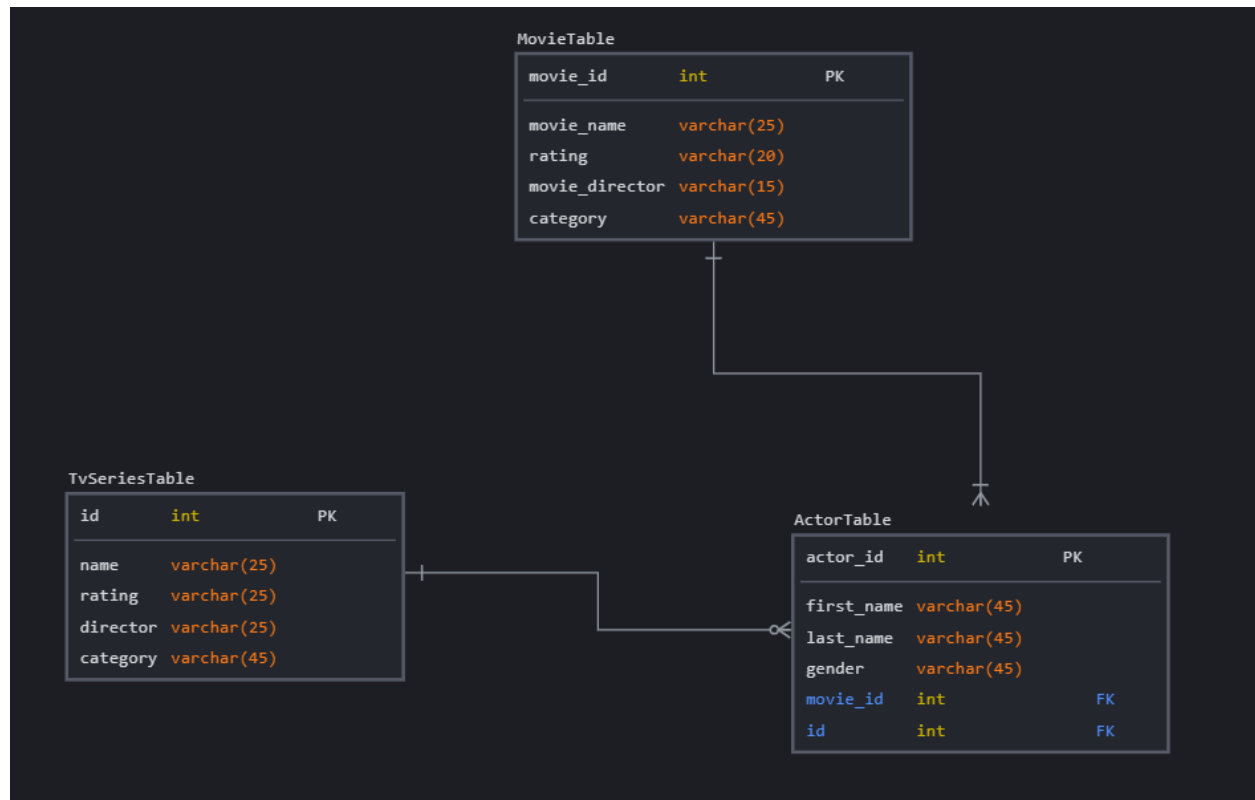 MovieTable
movie_id int PK
movie_name varchar(25)
rating varchar(20)
movie_director varchar(15)
category varchar(45)
TvSeriesTable
id int PK
name varchar(25)
rating varchar(25)
director varchar(25)
category varchar(45)
ActorTable
actor_id int PK
first_name varchar(45)
last_name varchar(45)
gender varchar(45)
movie_id int FK
id int FK